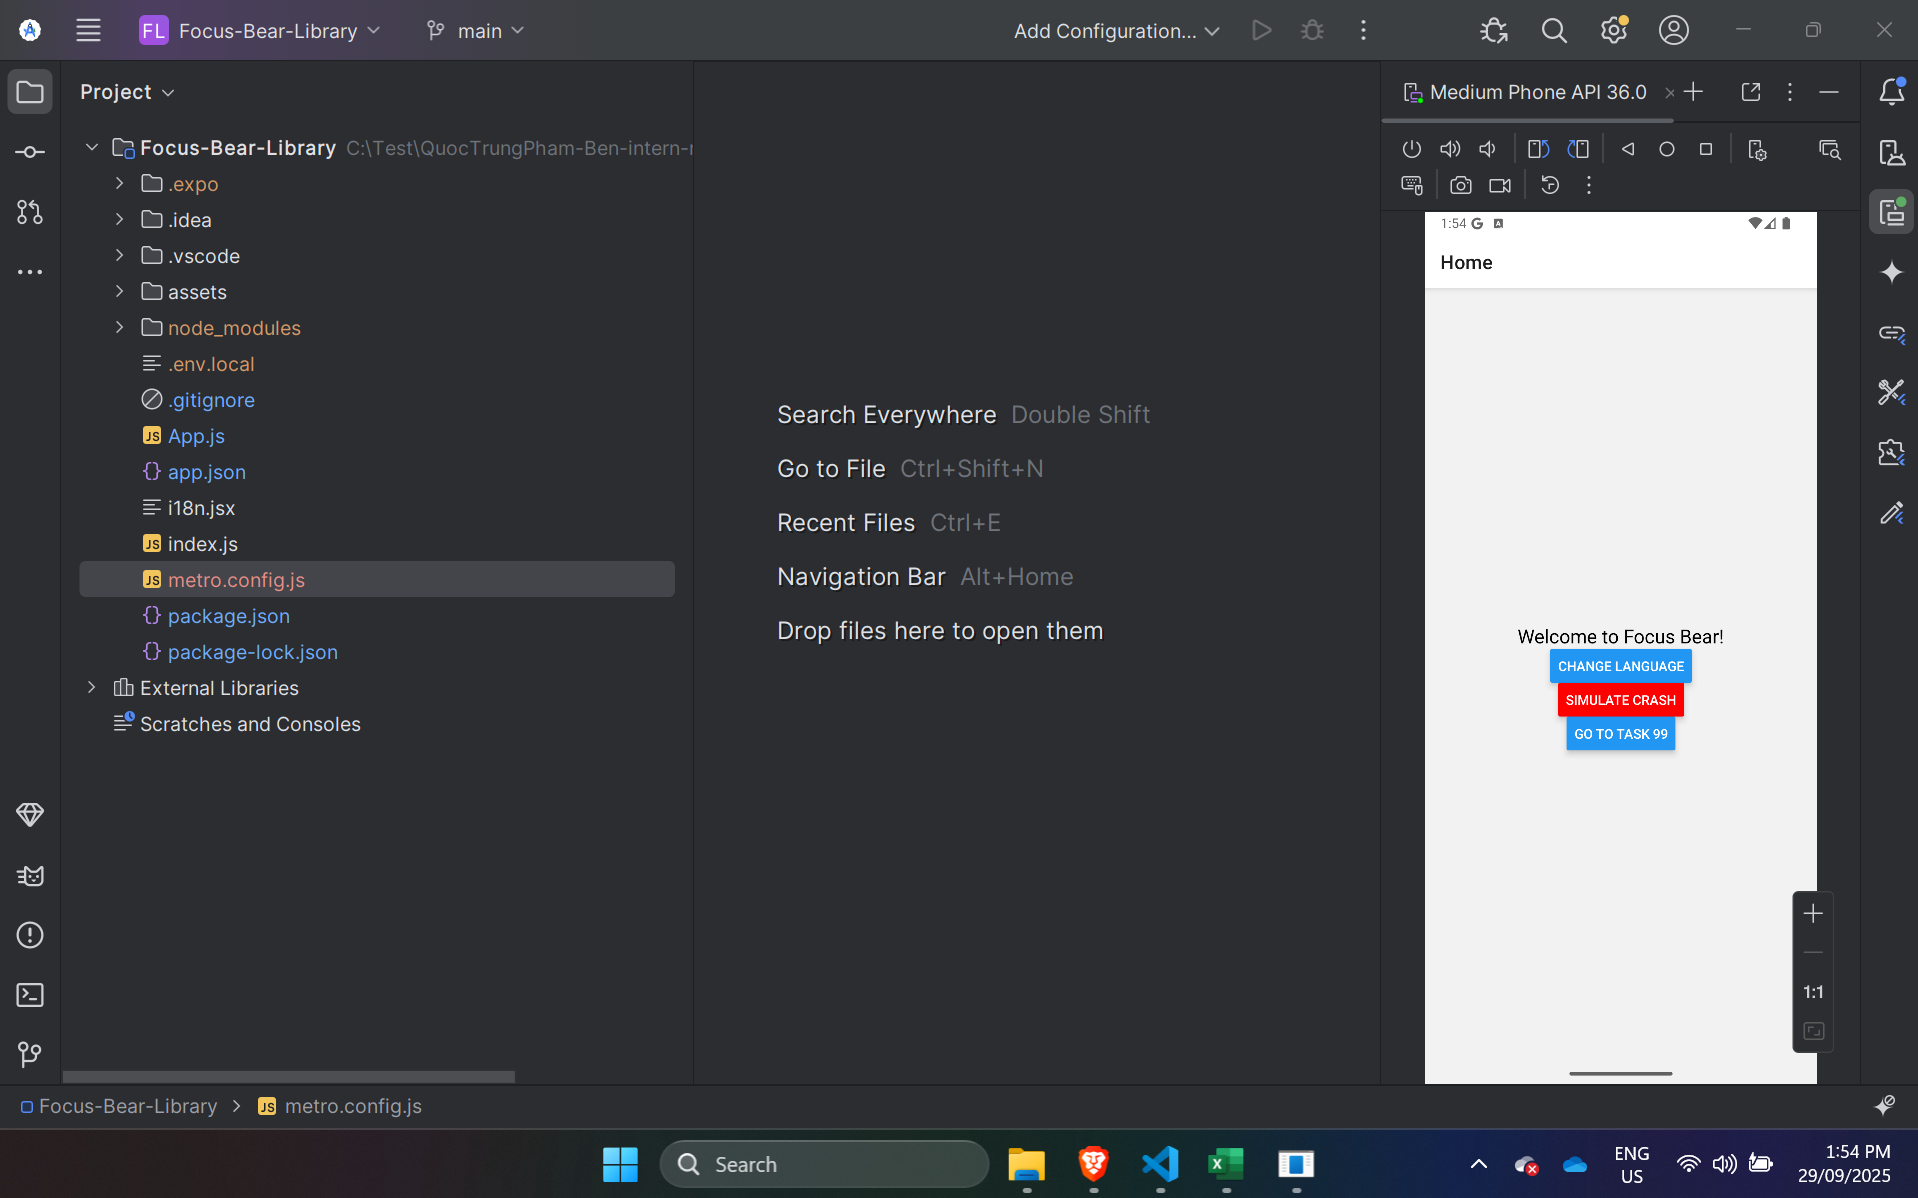 FL Focus-Bear-Library main Add Configuration...
Project
Focus-Bear-Library C:\Test\QuocTrungPham-Ben-intern-r
.expo
.idea
.vscode
assets
node_modules
.env.local
.gitignore
JS App.js
{} app.json
i18n.jsx
JS index.js
JS metro.config.js
{} package.json
{} package-lock.json
External Libraries
Scratches and Consoles
Search Everywhere Double Shift
Go to File Ctrl+Shift+N
Recent Files Ctrl+E
Navigation Bar Alt+Home
Drop files here to open them
Medium Phone API 36.0
1:54 G A
Home
Welcome to Focus Bear!
CHANGE LANGUAGE
SIMULATE CRASH
GO TO TASK 99
1:1
Focus-Bear-Library > JS metro.config.js
Search
ENG
US
1:54 PM
29/09/2025